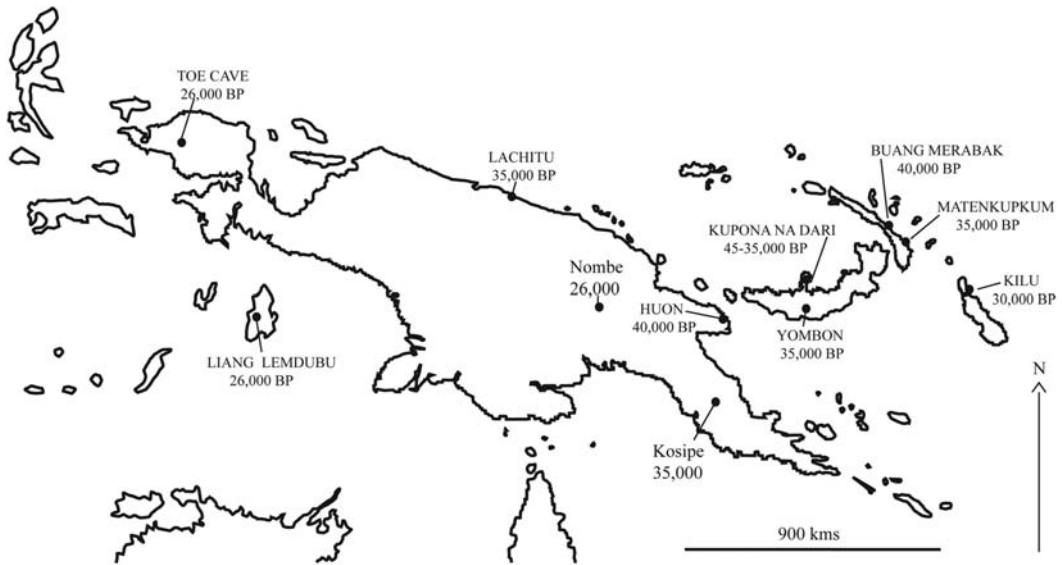 TOE CAVE
26,000 BP
LACHITU
35,000 BP
BUANG MERABAK
40,000 BP
MATENKUPKUM
35,000 BP
KUPONA NA DARI
45-35,000 BP
Nombe
26,000
KILU
30,000 BP
HUON
40,000 BP
YOMBON
35,000 BP
LIANG LEMDUBU
26,000 BP
N
Kosipe
35,000
900 kms